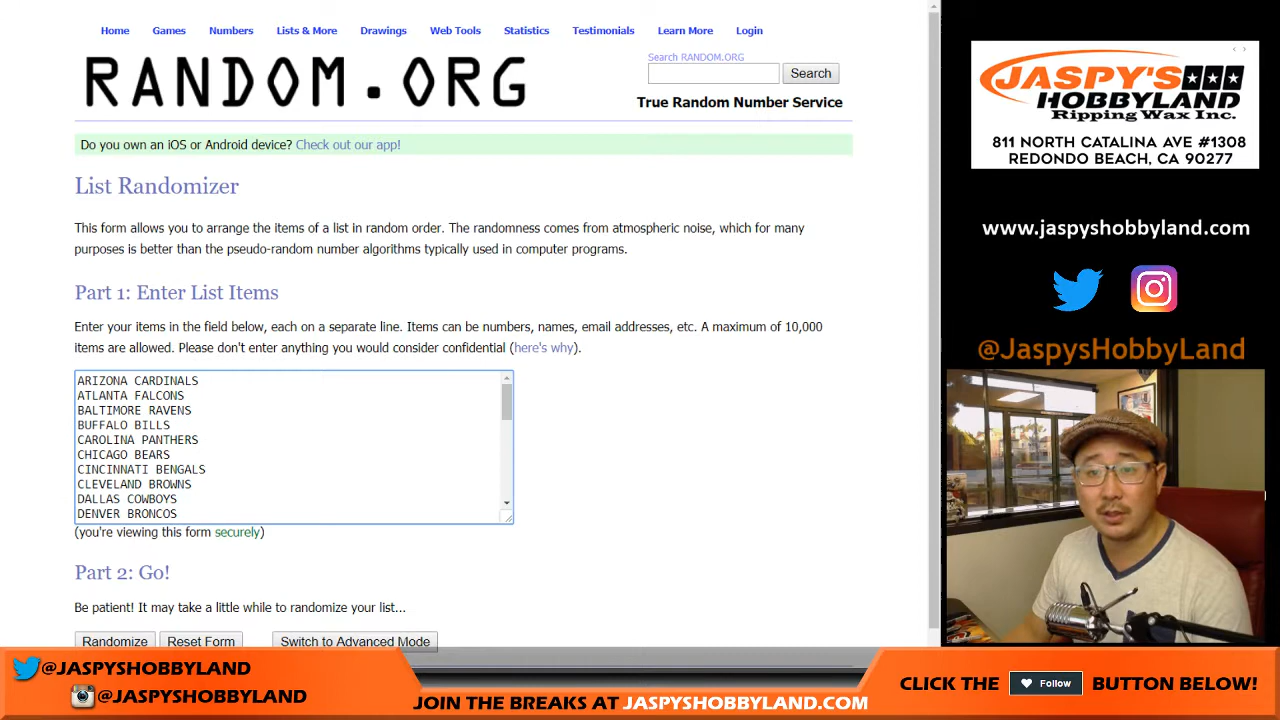 Home Games Numbers Lists & More Drawings Web Tools Statistics Testimonials Learn More Login
RANDOM.ORG
Search RANDOM.ORG
Search
True Random Number Service
Do you own an iOS or Android device? Check out our app!
List Randomizer
This form allows you to arrange the items of a list in random order. The randomness comes from atmospheric noise, which for many
purposes is better than the pseudo-random number algorithms typically used in computer programs.
Part 1: Enter List Items
Enter your items in the field below, each on a separate line. Items can be numbers, names, email addresses, etc. A maximum of 10,000
items are allowed. Please don't enter anything you would consider confidential (here's why).
ARIZONA CARDINALS
ATLANTA FALCONS
BALTIMORE RAVENS
BUFFALO BILLS
CAROLINA PANTHERS
CHICAGO BEARS
CINCINNATI BENGALS
CLEVELAND BROWNS
DALLAS COWBOYS
DENVER BRONCOS
(you're viewing this form securely)
Part 2: Go!
Be patient! It may take a little while to randomize your list...
Randomize Reset Form Switch to Advanced Mode
JASPY'S
HOBBYLAND
Ripping Wax Inc.
811 NORTH CATALINA AVE #1308
REDONDO BEACH, CA 90277
www.jaspyshobbyland.com
@JaspysHobbyLand
@JASPYSHOBBYLAND
@JASPYSHOBBYLAND
JOIN THE BREAKS AT JASPYSHOBBYLAND.COM
CLICK THE Follow BUTTON BELOW!